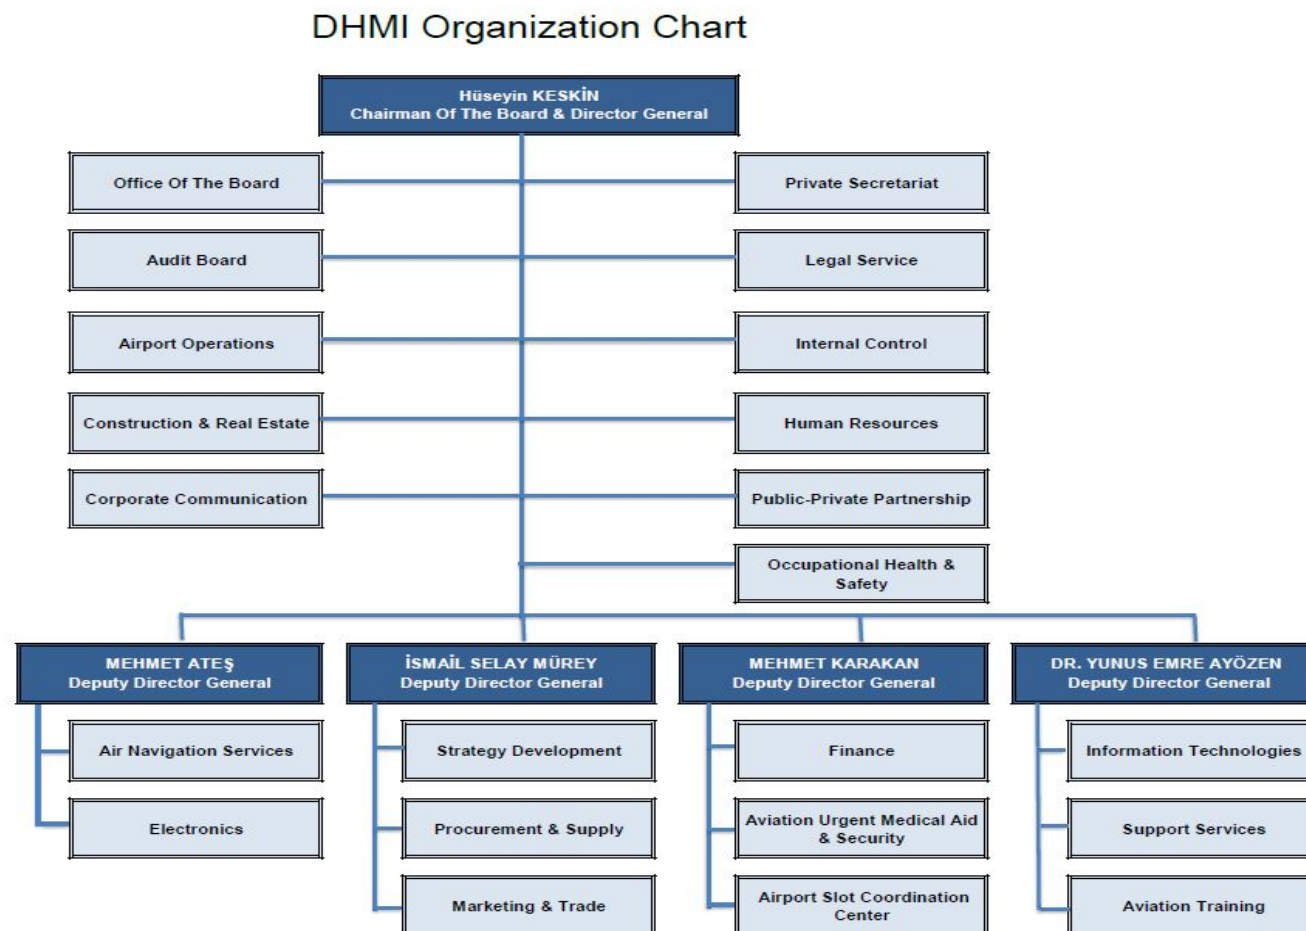 DHMI Organization Chart
Hüseyin KESKİN
Chairman Of The Board & Director General
Office Of The Board
Private Secretariat
Audit Board
Legal Service
Airport Operations
Internal Control
Construction & Real Estate
Human Resources
Corporate Communication
Public-Private Partnership
Occupational Health &
Safety
MEHMET ATEŞ
Deputy Director General
Air Navigation Services
Electronics
İSMAİL SELAY MÜREY
Deputy Director General
Strategy Development
Procurement & Supply
Marketing & Trade
MEHMET KARAKAN
Deputy Director General
Finance
Aviation Urgent Medical Aid
& Security
Airport Slot Coordination
Center
DR. YUNUS EMRE AYÖZEN
Deputy Director General
Information Technologies
Support Services
Aviation Training